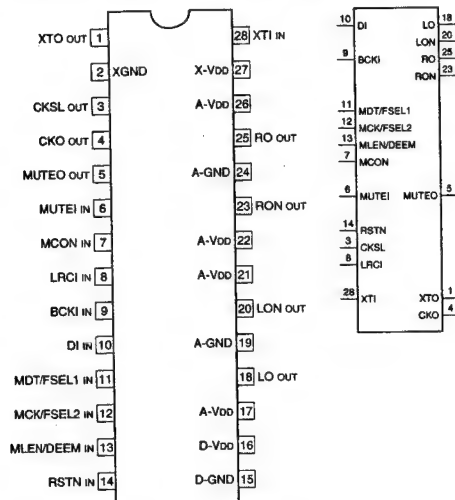 XTO OUT 1
2 XGND
CKSL OUT 3
CKO OUT 4
MUTEO OUT 5
MUTEI IN 6
MCON IN 7
LRCI IN 8
BCKI IN 9
DI IN 10
MDT/FSEL1 IN 11
MCK/FSEL2 IN 12
MLEN/DEEM IN 13
RSTN IN 14
28 XTI IN
X-VDD 27
A-VDD 26
25 RO OUT
A-GND 24
23 RON OUT
A-VDD 22
A-VDD 21
20 LON OUT
A-GND 19
18 LO OUT
A-VDD 17
D-VDD 16
D-GND 15
10 DI
9 BCKI
11 MDT/FSEL1
12 MCK/FSEL2
13 MLEN/DEEM
7 MCON
6 MUTEI
14 RSTN
3 CKSL
8 LRCI
28 XTI
LO 18
LON 20
RO 25
RON 23
MUTEO 5
XTO 1
CKO 4